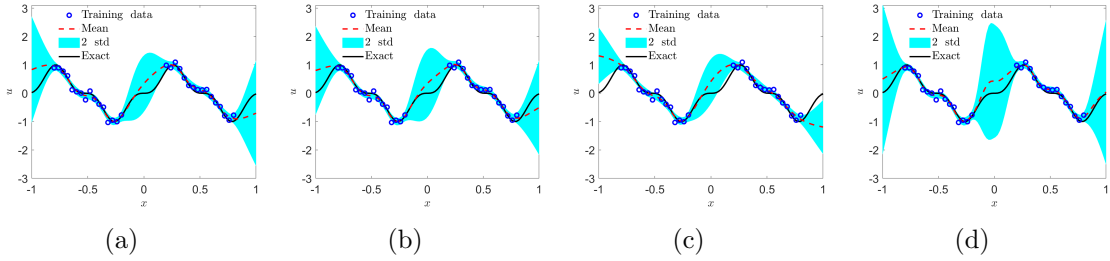 3
2
1
0
-1
-2
-3
u
Training data
Mean
2 std
Exact
-1
-0.5
0
0.5
1
x
(a)
3
2
1
0
-1
-2
-3
u
Training data
Mean
2 std
Exact
-1
-0.5
0
0.5
1
x
(b)
3
2
1
0
-1
-2
-3
u
Training data
Mean
2 std
Exact
-1
-0.5
0
0.5
1
x
(c)
3
2
1
0
-1
-2
-3
u
Training data
Mean
2 std
Exact
-1
-0.5
0
0.5
1
x
(d)